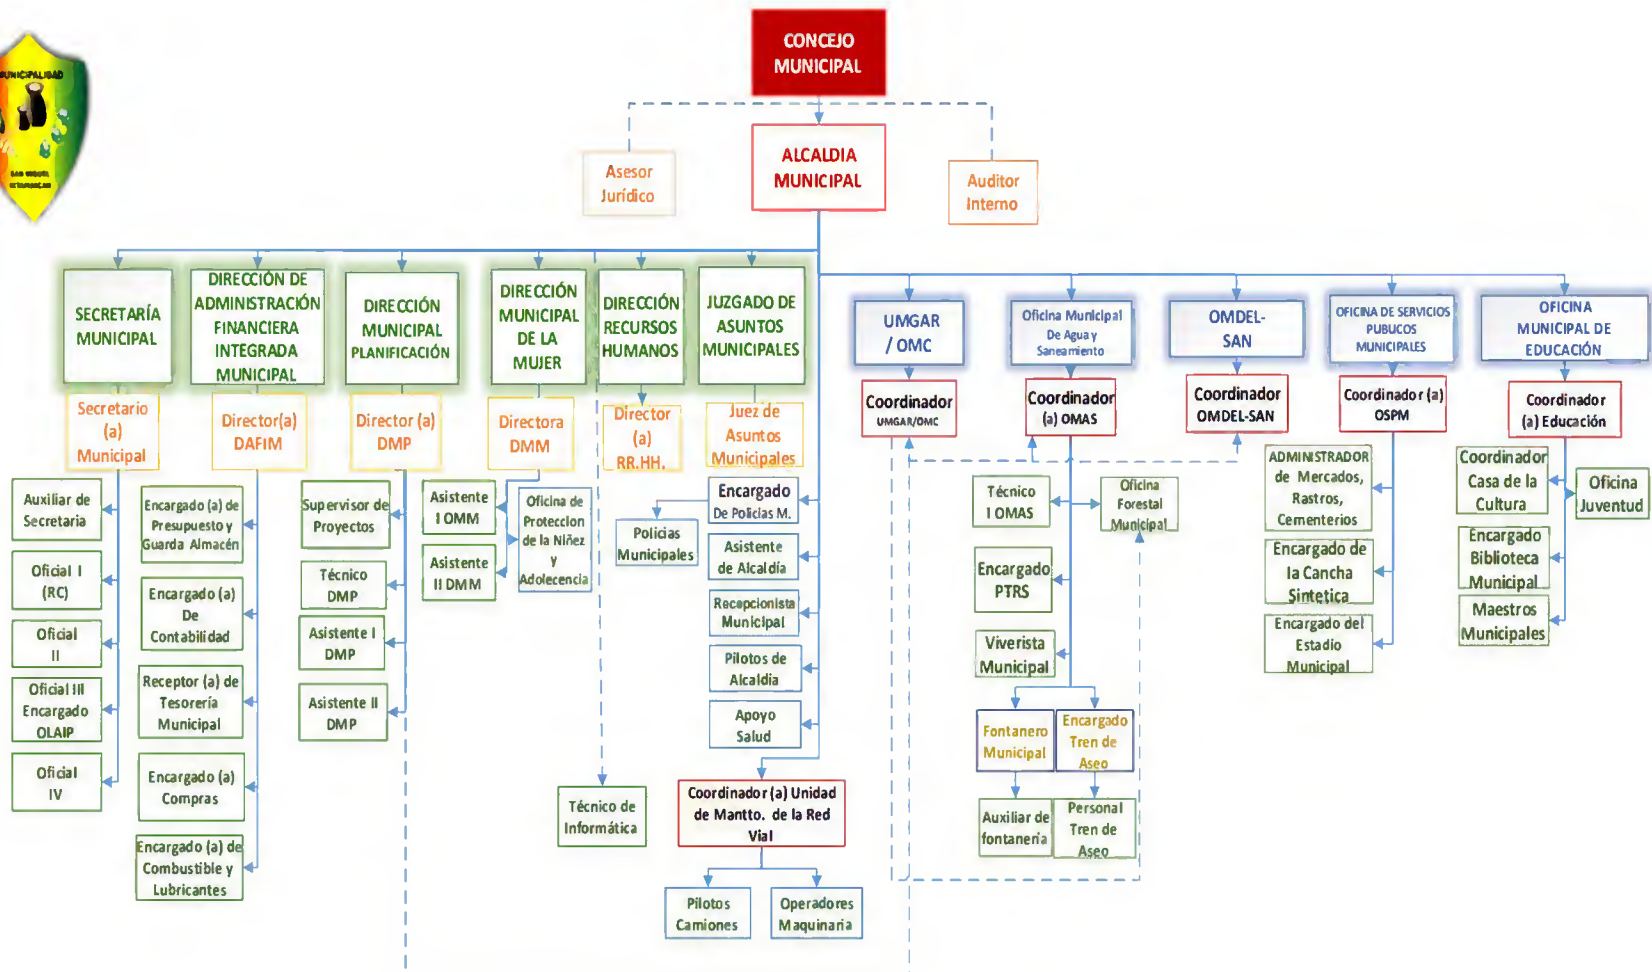 CONCEJO
MUNICIPAL
MUNICIPALIDAD
SAN MIGUEL
IXTAHUACAN
ALCALDIA
MUNICIPAL
Asesor
Jurídico
Auditor
Interno
SECRETARÍA
MUNICIPAL
DIRECCIÓN DE
ADMINISTRACIÓN
FINANCIERA
INTEGRADA
MUNICIPAL
DIRECCIÓN
MUNICIPAL
PLANIFICACIÓN
DIRECCIÓN
MUNICIPAL
DE LA
MUJER
DIRECCIÓN
RECURSOS
HUMANOS
JUZGADO DE
ASUNTOS
MUNICIPALES
UMGAR
/ OMC
Oficina Municipal
De Agua y
Saneamiento
OMDEL-
SAN
OFICINA DE SERVICIOS
PUBUCOS
MUNICIPALES
OFICINA
MUNICIPAL DE
EDUCACIÓN
Secretario
(a)
Municipal
Director(a)
DAFIM
Director (a)
DMP
Directora
DMM
Director
(a)
RR.HH.
Juez de
Asuntos
Municipales
Coordinador
UMGAR/OMC
Coordinador
(a) OMAS
Coordinador
OMDEL-SAN
Coordinador (a)
OSPM
Coordinador
(a) Educación
Auxiliar de
Secretaria
Oficial I
(RC)
Oficial
II
Oficial III
Encargado
OLAIP
Oficial
IV
Encargado (a) de
Presupuesto y
Guarda Almacén
Encargado (a)
De
Contabilidad
Receptor (a) de
Tesorería
Municipal
Encargado (a)
Compras
Encargado (a) de
Combustible y
Lubricantes
Supervisor de
Proyectos
Técnico
DMP
Asistente I
DMP
Asistente II
DMP
Asistente
I OMM
Asistente
II DMM
Oficina de
Proteccion
de la Niñez
y
Adolecencia
Técnico de
Informática
Encargado
De Policías M.
Policias
Municipales
Asistente
de Alcaldía
Recepcionista
Municipal
Pilotos de
Alcaldia
Apoyo
Salud
Coordinador (a) Unidad
de Mantto. de la Red
Vial
Pilotos
Camiones
Operadores
Maquinaria
Técnico
I OMAS
Oficina
Forestal
Municipal
Encargado
PTRS
Viverista
Municipal
Fontanero
Municipal
Encargado
Tren de
Aseo
Auxiliar de
fontanería
Personal
Tren de
Aseo
ADMINISTRADOR
de Mercados,
Rastros,
Cementerios
Encargado de
la Cancha
Sintetica
Encargado del
Estadio
Municipal
Coordinador
Casa de la
Cultura
Oficina
Juventud
Encargado
Biblioteca
Municipal
Maestros
Municipales